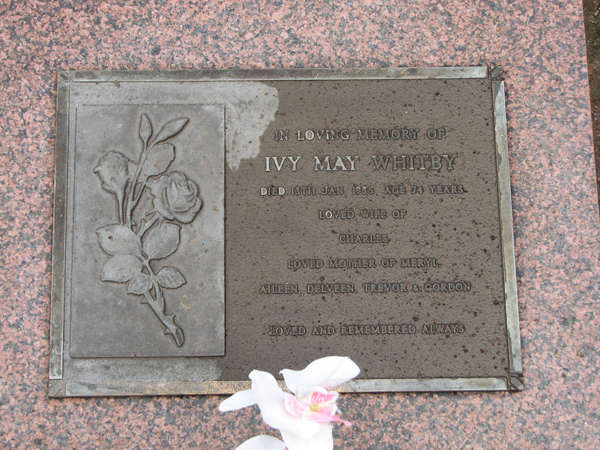 IN LOVING MEMORY OF
IVY MAY WHITBY
DIED 13TH JAN. 1985, AGE 74 YEARS.
LOVED WIFE OF
CHARLES.
LOVED MOTHER OF MERYL,
AILEEN, DELVEEN, TREVOR & GORDON
LOVED AND REMEMBERED ALWAYS